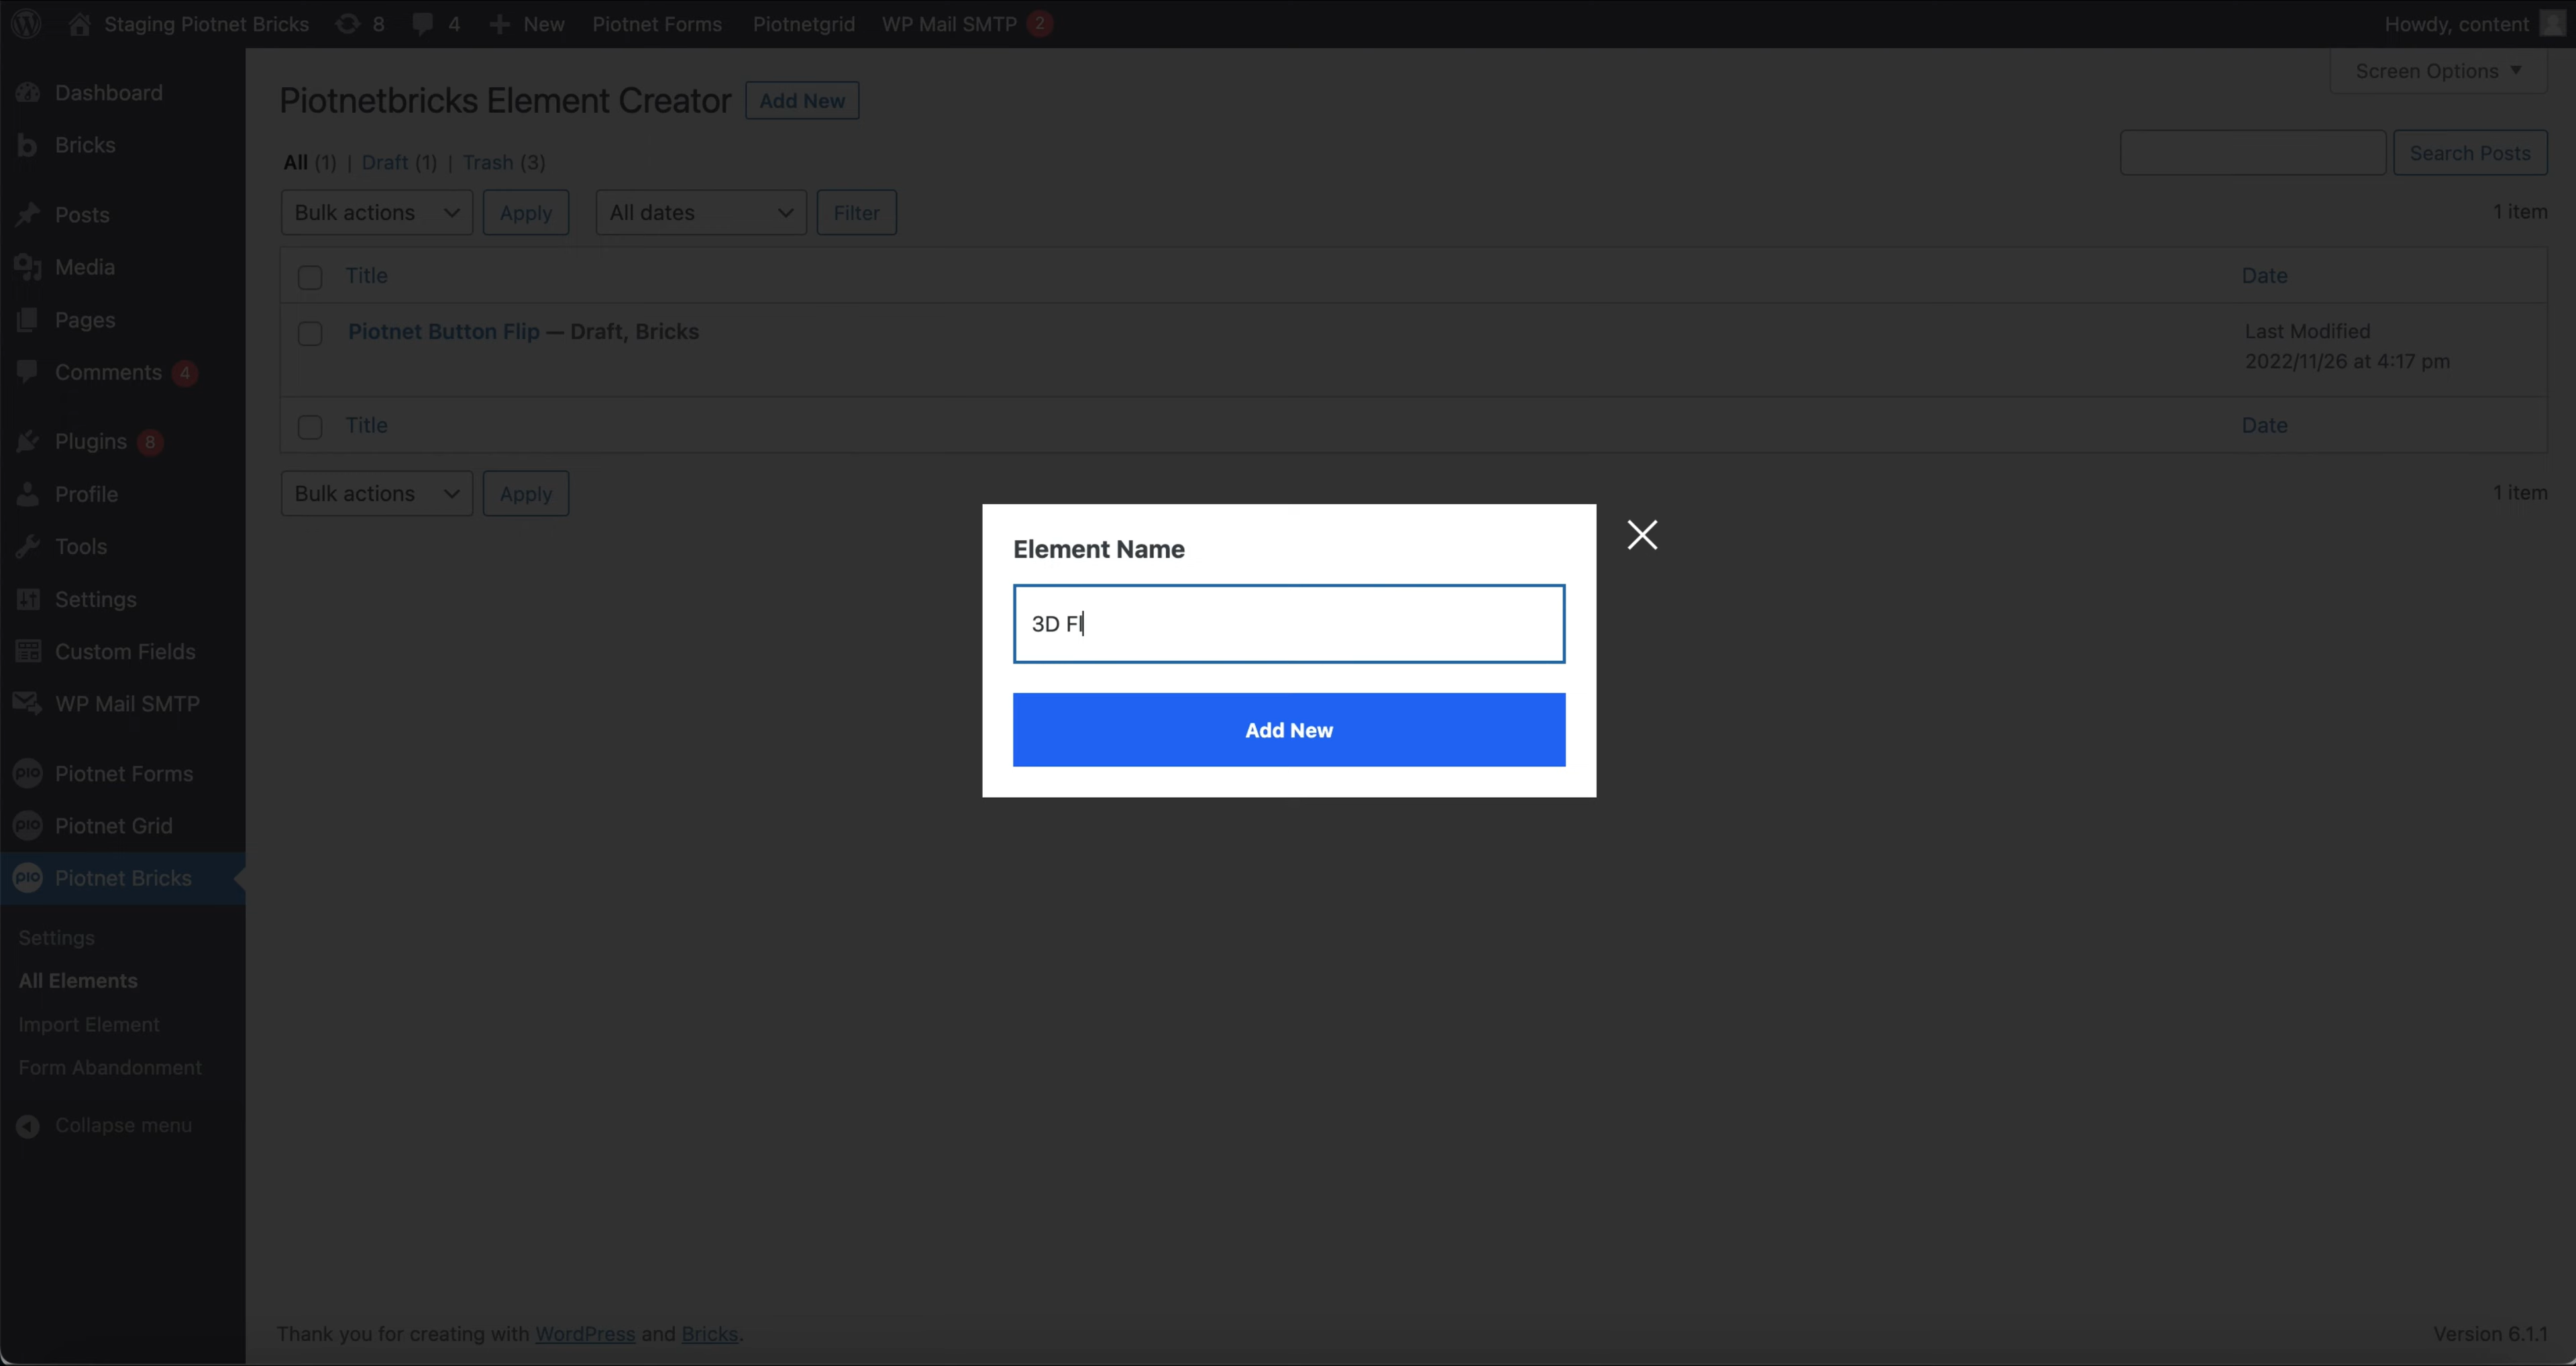 Staging Piotnet Bricks 8 4 New Piotnet Forms Piotnetgrid WP Mail SMTP 2 Howdy, content
Dashboard
Bricks
Posts
Media
Pages
Comments 4
Plugins 8
Profile
Tools
Settings
Custom Fields
WP Mail SMTP
pio Piotnet Forms
pio Piotnet Grid
pio Piotnet Bricks
Settings
All Elements
Import Element
Form Abandonment
Collapse menu
Screen Options
Piotnetbricks Element Creator Add New
All (1) | Draft (1) | Trash (3)
Search Posts
Bulk actions Apply All dates Filter 1 item
Title Date
Piotnet Button Flip — Draft, Bricks Last Modified
2022/11/26 at 4:17 pm
Title Date
Bulk actions Apply 1 item
Element Name
3D Fl
Add New
Thank you for creating with WordPress and Bricks. Version 6.1.1